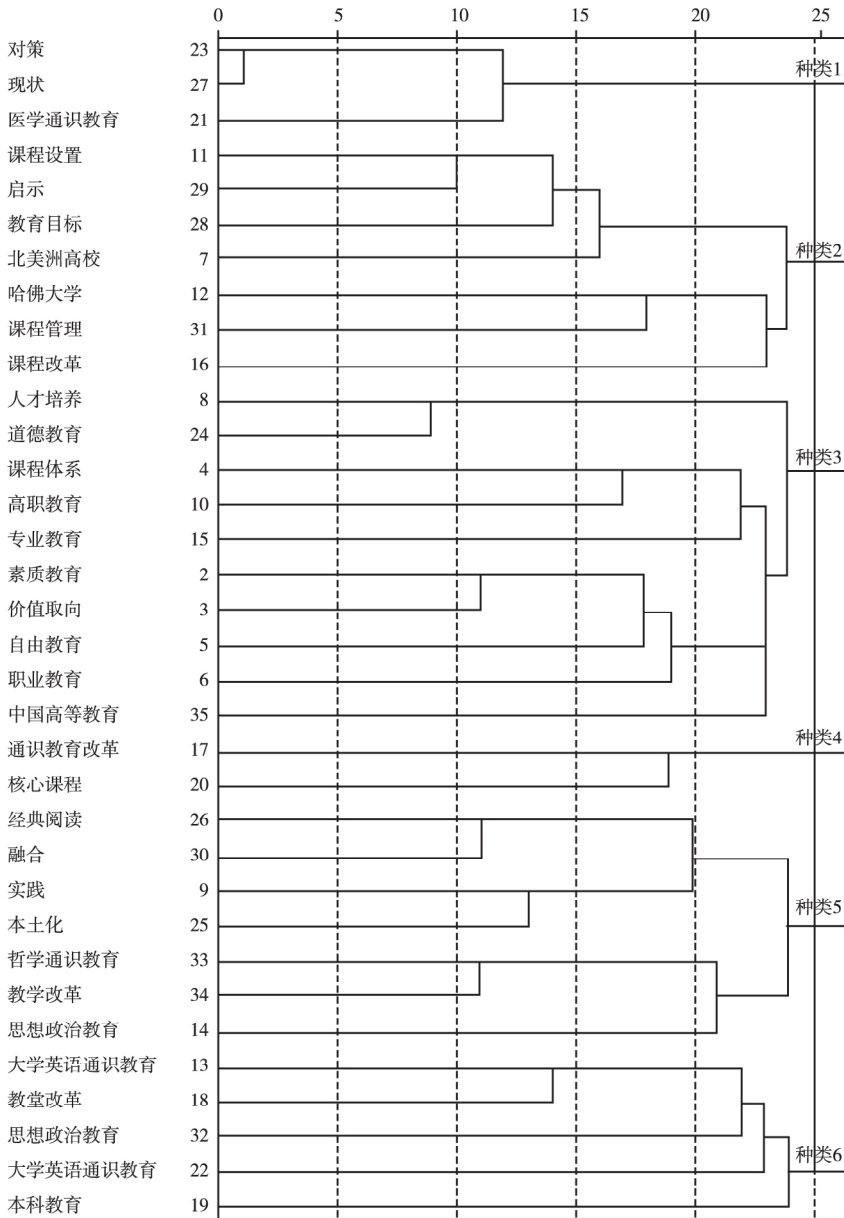 0 5 10 15 20 25
对策 23
现状 27
种类1
医学通识教育 21
课程设置 11
启示 29
教育目标 28
北美洲高校 7
种类2
哈佛大学 12
课程管理 31
课程改革 16
人才培养 8
道德教育 24
课程体系 4
种类3
高职教育 10
专业教育 15
素质教育 2
价值取向 3
自由教育 5
职业教育 6
中国高等教育 35
通识教育改革 17
种类4
核心课程 20
经典阅读 26
融合 30
实践 9
种类5
本土化 25
哲学通识教育 33
教学改革 34
思想政治教育 14
大学英语通识教育 13
教堂改革 18
思想政治教育 32
种类6
大学英语通识教育 22
本科教育 19